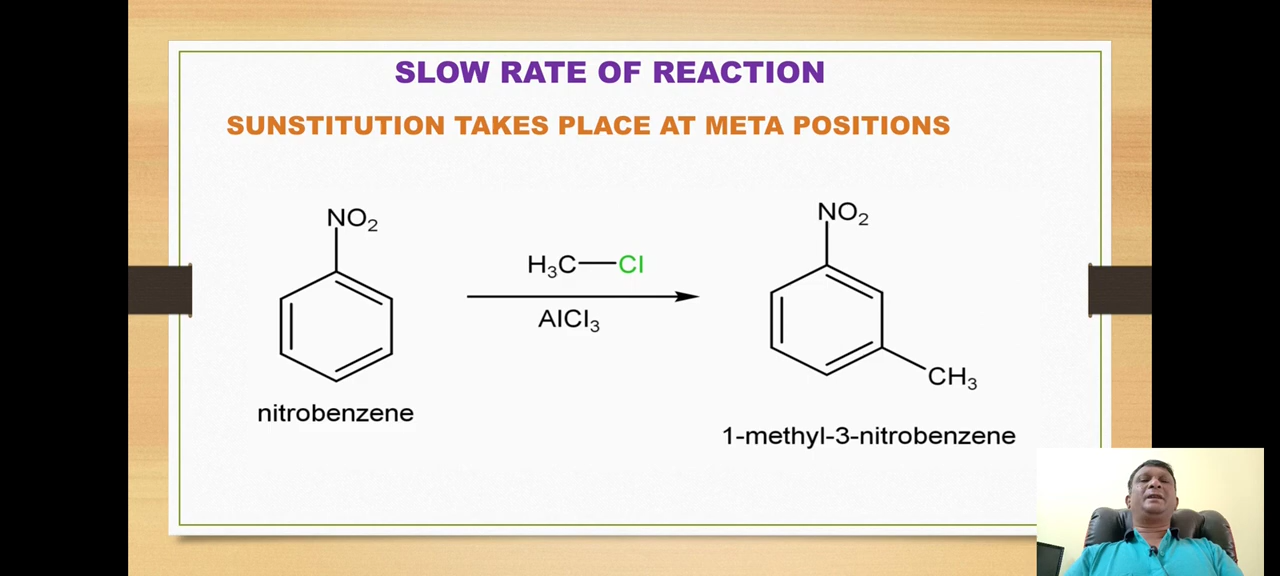 SLOW RATE OF REACTION
SUNSTITUTION TAKES PLACE AT META POSITIONS
NO₂
H₃C—Cl
AlCl₃
nitrobenzene
NO₂
CH₃
1-methyl-3-nitrobenzene